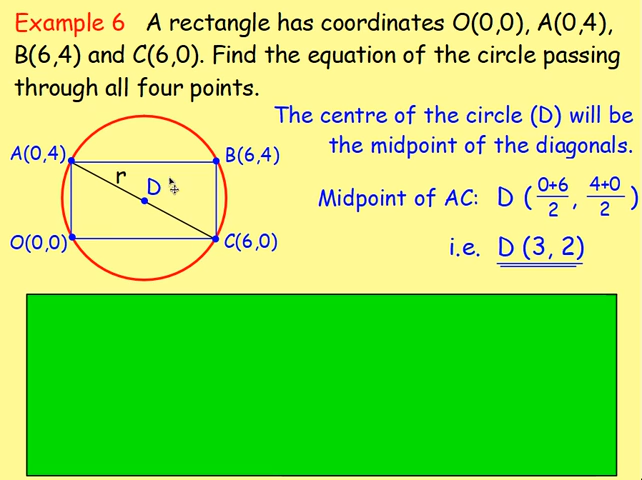 Example 6 A rectangle has coordinates O(0,0), A(0,4),
B(6,4) and C(6,0). Find the equation of the circle passing
through all four points.
The centre of the circle (D) will be
the midpoint of the diagonals.
A(0,4)
r
D
B(6,4)
O(0,0)
C(6,0)
Midpoint of AC: D (0+6/2, 4+0/2)
i.e. D (3, 2)